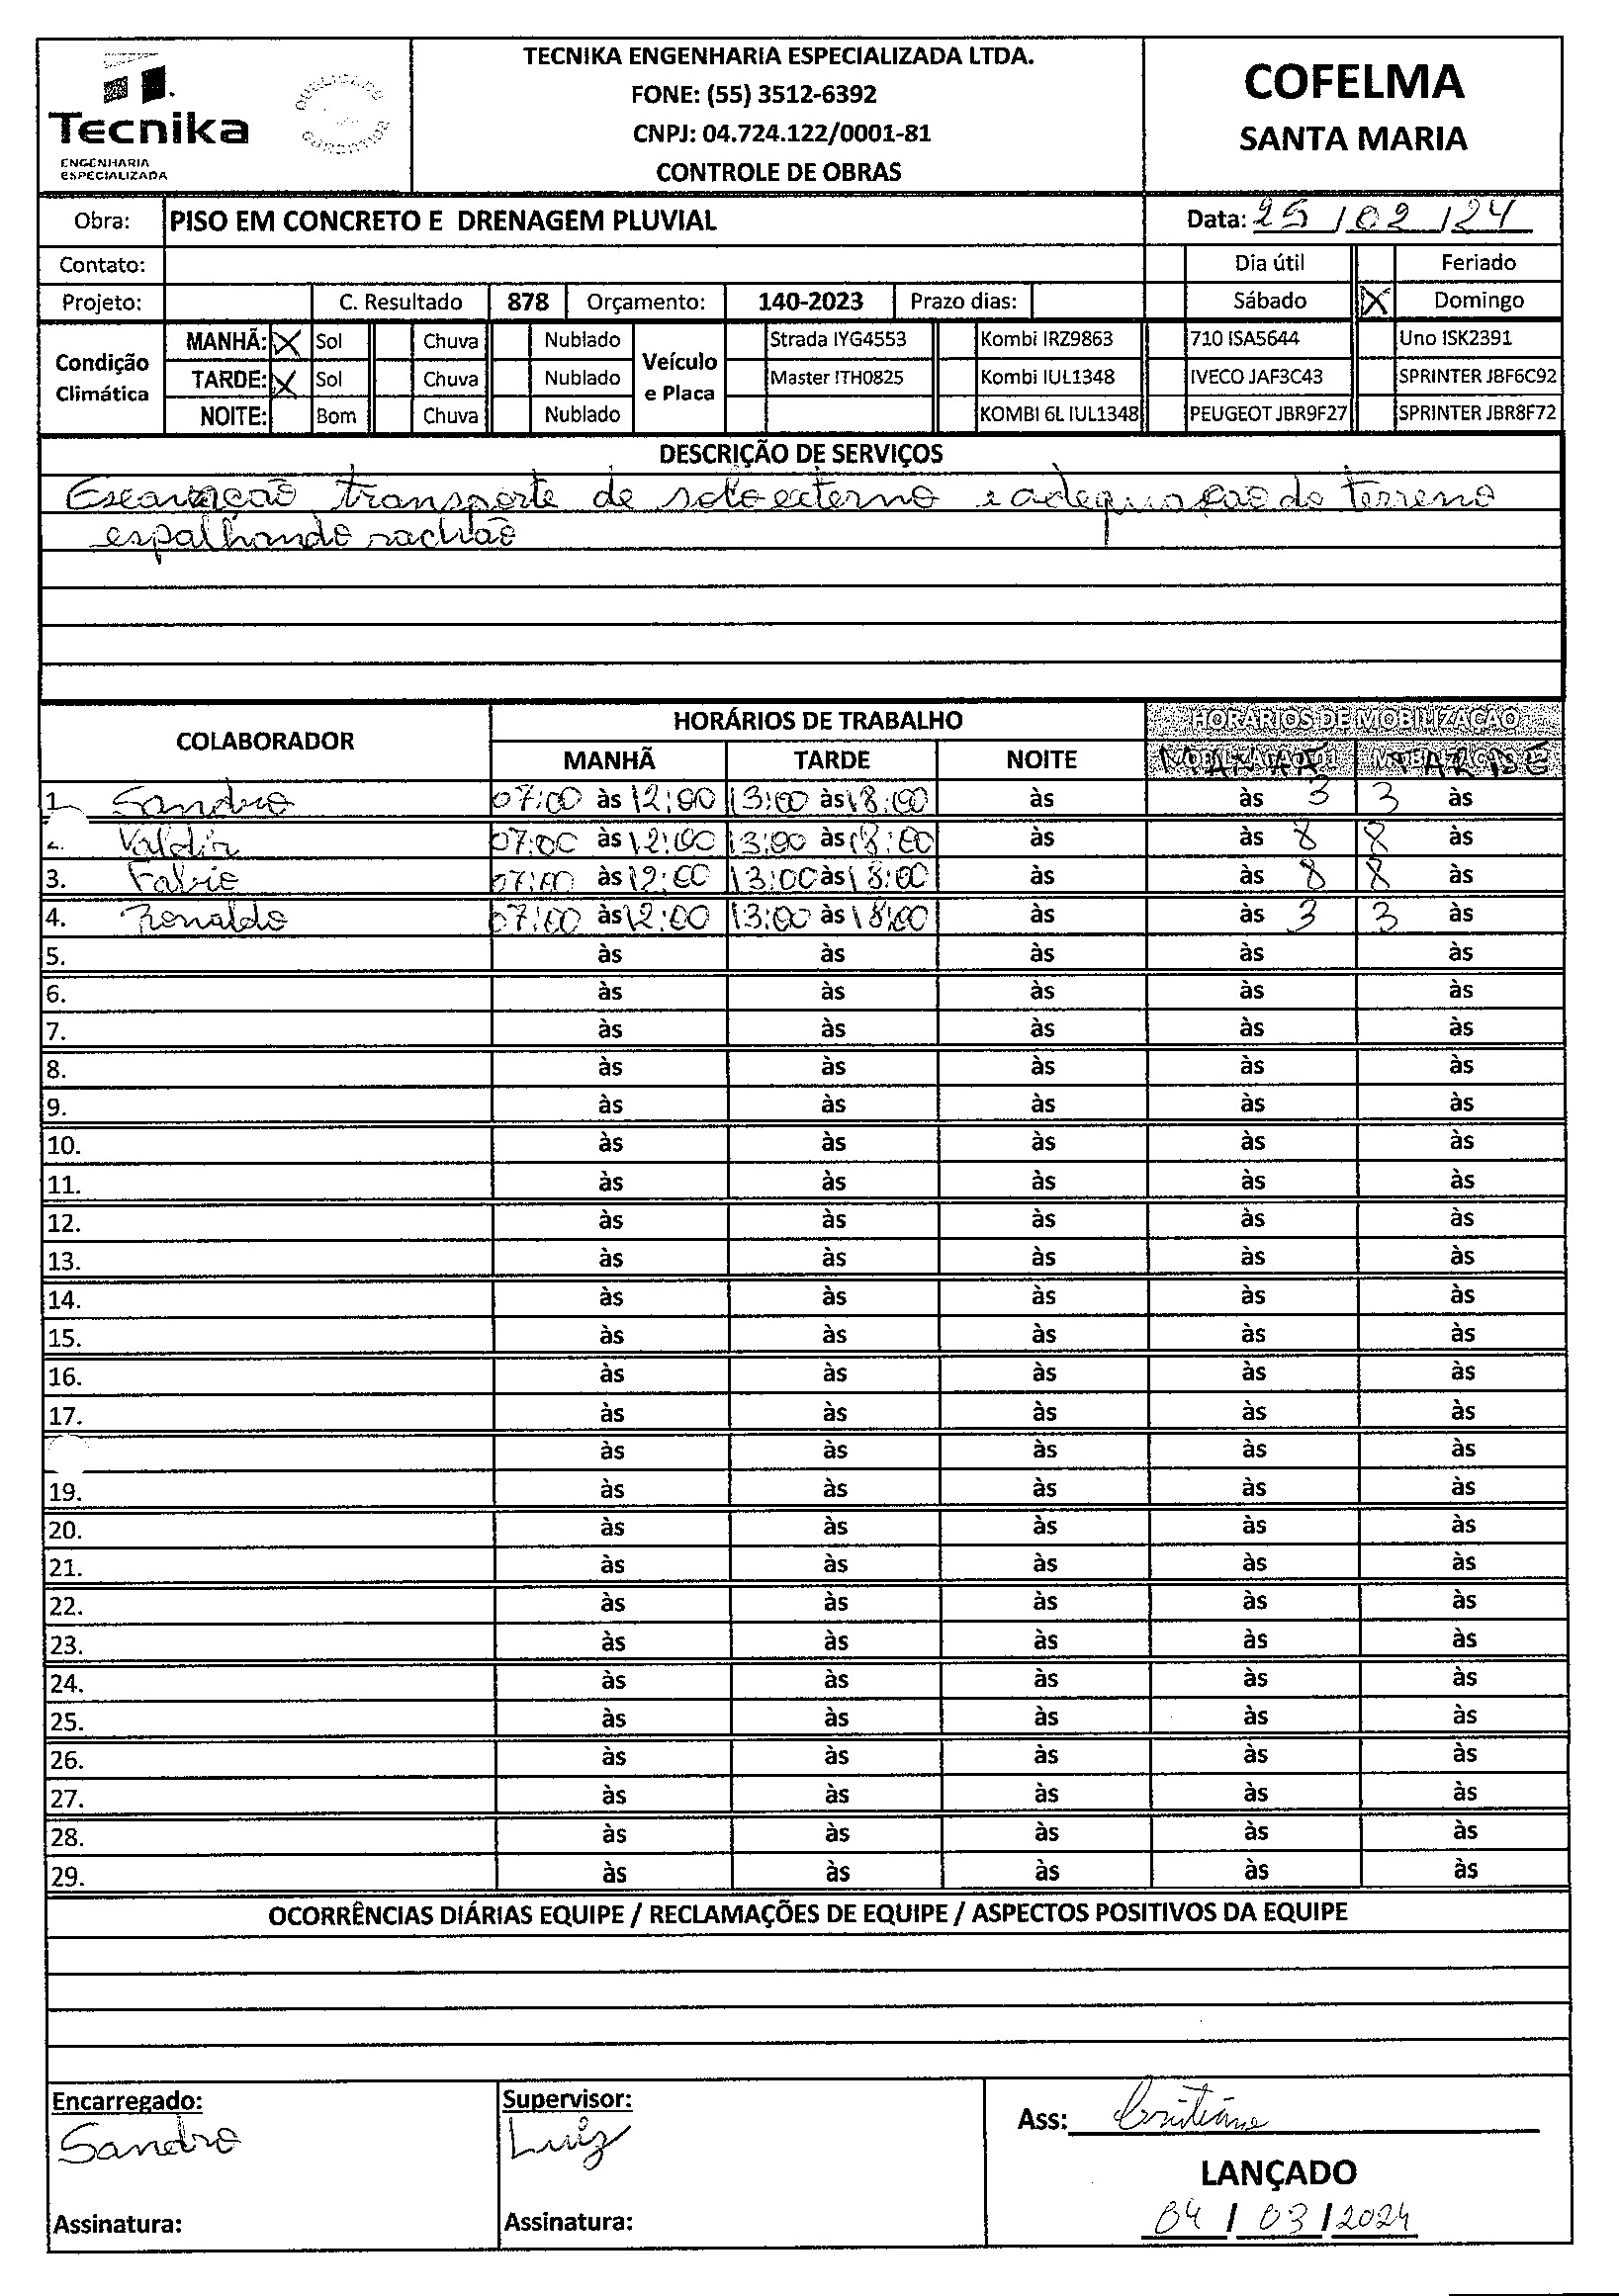 Tecnika
ENGENHARIA
ESPECIALIZADA
TECNIKA ENGENHARIA ESPECIALIZADA LTDA.
FONE: (55) 3512-6392
CNPJ: 04.724.122/0001-81
CONTROLE DE OBRAS
COFELMA
SANTA MARIA
Obra: PISO EM CONCRETO E DRENAGEM PLUVIAL Data: 25/02/24
Contato: Dia útil Feriado
Projeto: C. Resultado 878 Orçamento: 140-2023 Prazo dias: Sábado X Domingo
Condição Climática
MANHÃ: X Sol Chuva Nublado
TARDE: X Sol Chuva Nublado
NOITE: Bom Chuva Nublado
Veículo e Placa
Strada IYG4553 Kombi IRZ9863 710 ISA5644 Uno ISK2391
Master ITH0825 Kombi IUL1348 IVECO JAF3C43 SPRINTER JBF6C92
KOMBI 6L IUL1348 PEUGEOT JBR9F27 SPRINTER JBR8F72
DESCRIÇÃO DE SERVIÇOS
Escavação transporte de solo externo e adequação do terreno
espalhando rachão
COLABORADOR HORÁRIOS DE TRABALHO HORÁRIOS DE MOBILIZAÇÃO
MANHÃ TARDE NOITE MANHÃ TARDE
1. Sandro 07:00 às 12:00 13:00 às 18:00 às às 3 3 às
2. Valdir 07:00 às 12:00 13:00 às 18:00 às às 8 8 às
3. Fabio 07:00 às 12:00 13:00 às 18:00 às às 8 8 às
4. Ronaldo 07:00 às 12:00 13:00 às 18:00 às às 3 3 às
5. às às às às às
6. às às às às às
7. às às às às às
8. às às às às às
9. às às às às às
10. às às às às às
11. às às às às às
12. às às às às às
13. às às às às às
14. às às às às às
15. às às às às às
16. às às às às às
17. às às às às às
às às às às às
19. às às às às às
20. às às às às às
21. às às às às às
22. às às às às às
23. às às às às às
24. às às às às às
25. às às às às às
26. às às às às às
27. às às às às às
28. às às às às às
29. às às às às às
OCORRÊNCIAS DIÁRIAS EQUIPE / RECLAMAÇÕES DE EQUIPE / ASPECTOS POSITIVOS DA EQUIPE
Encarregado:
Sandro
Assinatura:
Supervisor:
Luiz
Assinatura:
Ass: Cristiane
LANÇADO
04/03/2024